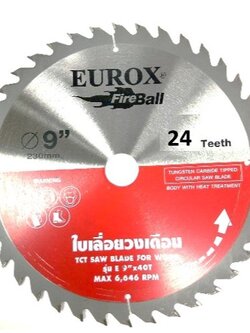 EUROX®
FireBall
Ø 9"
230mm.
24 Teeth
TUNGSTEN CARBIDE TIPPED
CIRCULAR SAW BLADE
BODY WITH HEAT TREATMENT
ใบเลื่อยวงเดือน
TCT SAW BLADE FOR WOOD
รุ่น E 9"x40T
MAX 6,646 RPM